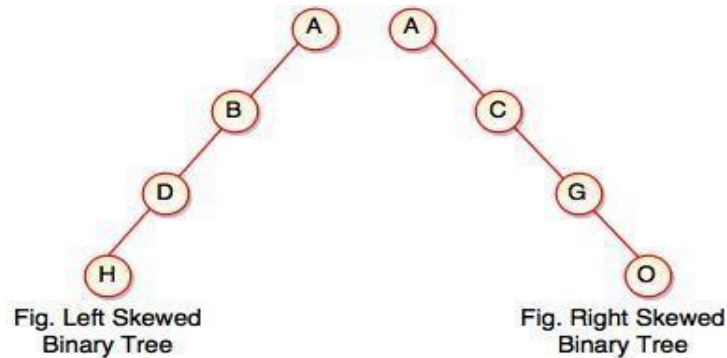 A
B
D
H
Fig. Left Skewed
Binary Tree
A
C
G
O
Fig. Right Skewed
Binary Tree